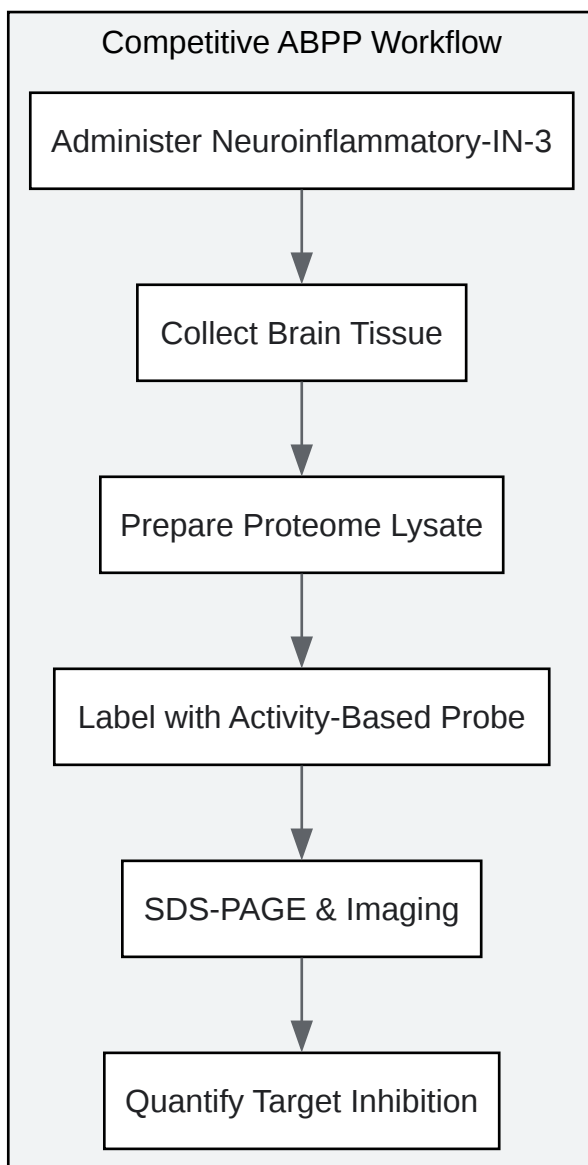 Competitive ABPP Workflow
Administer Neuroinflammatory-IN-3
Collect Brain Tissue
Prepare Proteome Lysate
Label with Activity-Based Probe
SDS-PAGE & Imaging
Quantify Target Inhibition